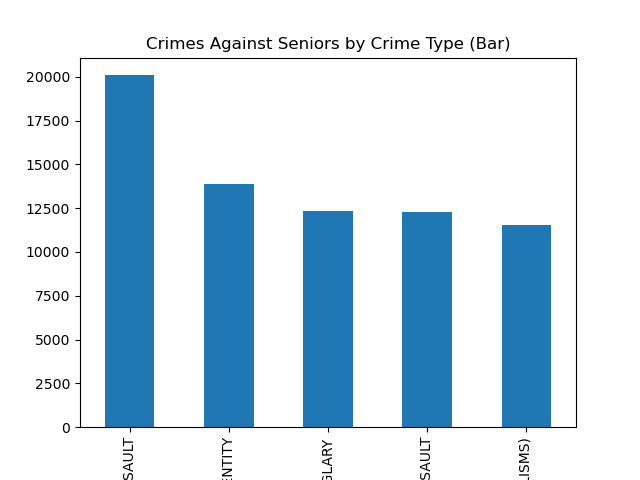 Crimes Against Seniors by Crime Type (Bar)
20000
17500
15000
12500
10000
7500
5000
2500
0
SAULT
ENTITY
GLARY
SAULT
LISMS)